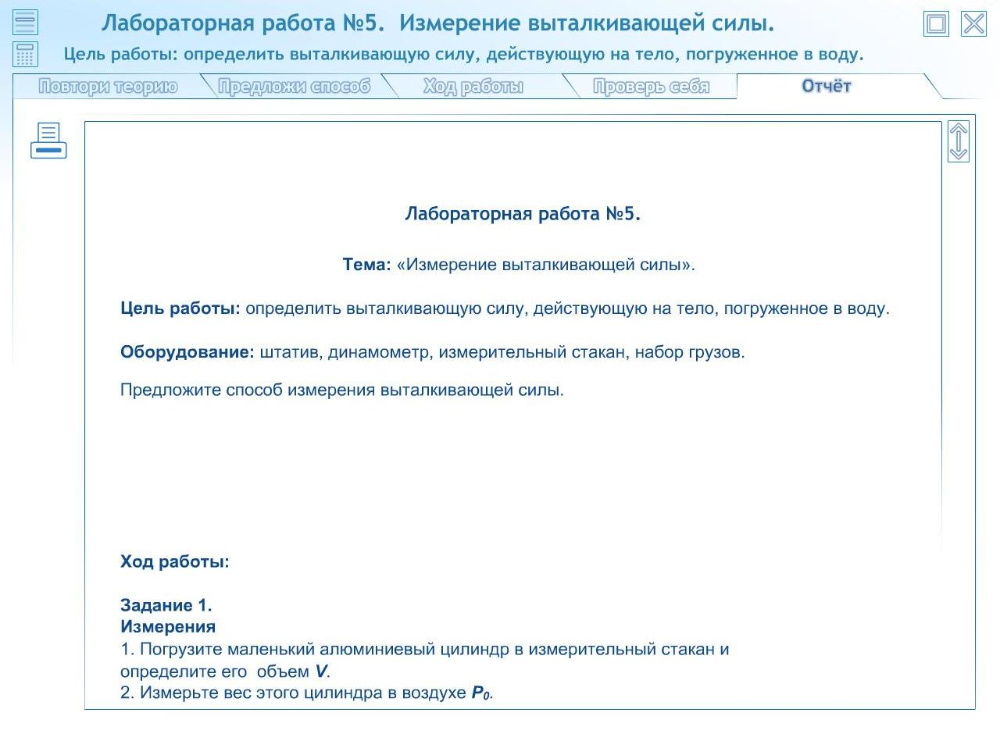 Лабораторная работа №5.  Измерение выталкивающей силы.
Цель работы: определить выталкивающую силу, действующую на тело, погруженное в воду.
Повтори теорию Предложи способ Ход работы Проверь себя Отчёт
Лабораторная работа №5.
Тема: «Измерение выталкивающей силы».
Цель работы: определить выталкивающую силу, действующую на тело, погруженное в воду.
Оборудование: штатив, динамометр, измерительный стакан, набор грузов.
Предложите способ измерения выталкивающей силы.
Ход работы:
Задание 1.
Измерения
1. Погрузите маленький алюминиевый цилиндр в измерительный стакан и
определите его  объем V.
2. Измерьте вес этого цилиндра в воздухе P₀.